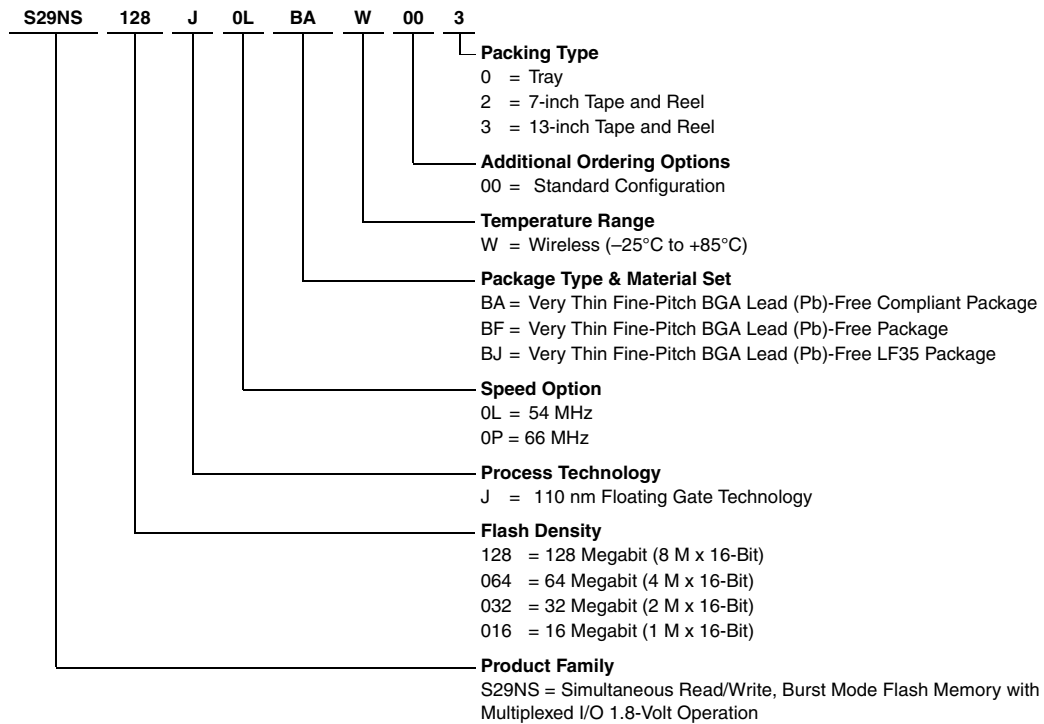 S29NS 128 J 0L BA W 00 3
Packing Type
0 = Tray
2 = 7-inch Tape and Reel
3 = 13-inch Tape and Reel
Additional Ordering Options
00 = Standard Configuration
Temperature Range
W = Wireless (–25°C to +85°C)
Package Type & Material Set
BA = Very Thin Fine-Pitch BGA Lead (Pb)-Free Compliant Package
BF = Very Thin Fine-Pitch BGA Lead (Pb)-Free Package
BJ = Very Thin Fine-Pitch BGA Lead (Pb)-Free LF35 Package
Speed Option
0L = 54 MHz
0P = 66 MHz
Process Technology
J = 110 nm Floating Gate Technology
Flash Density
128 = 128 Megabit (8 M x 16-Bit)
064 = 64 Megabit (4 M x 16-Bit)
032 = 32 Megabit (2 M x 16-Bit)
016 = 16 Megabit (1 M x 16-Bit)
Product Family
S29NS = Simultaneous Read/Write, Burst Mode Flash Memory with
Multiplexed I/O 1.8-Volt Operation